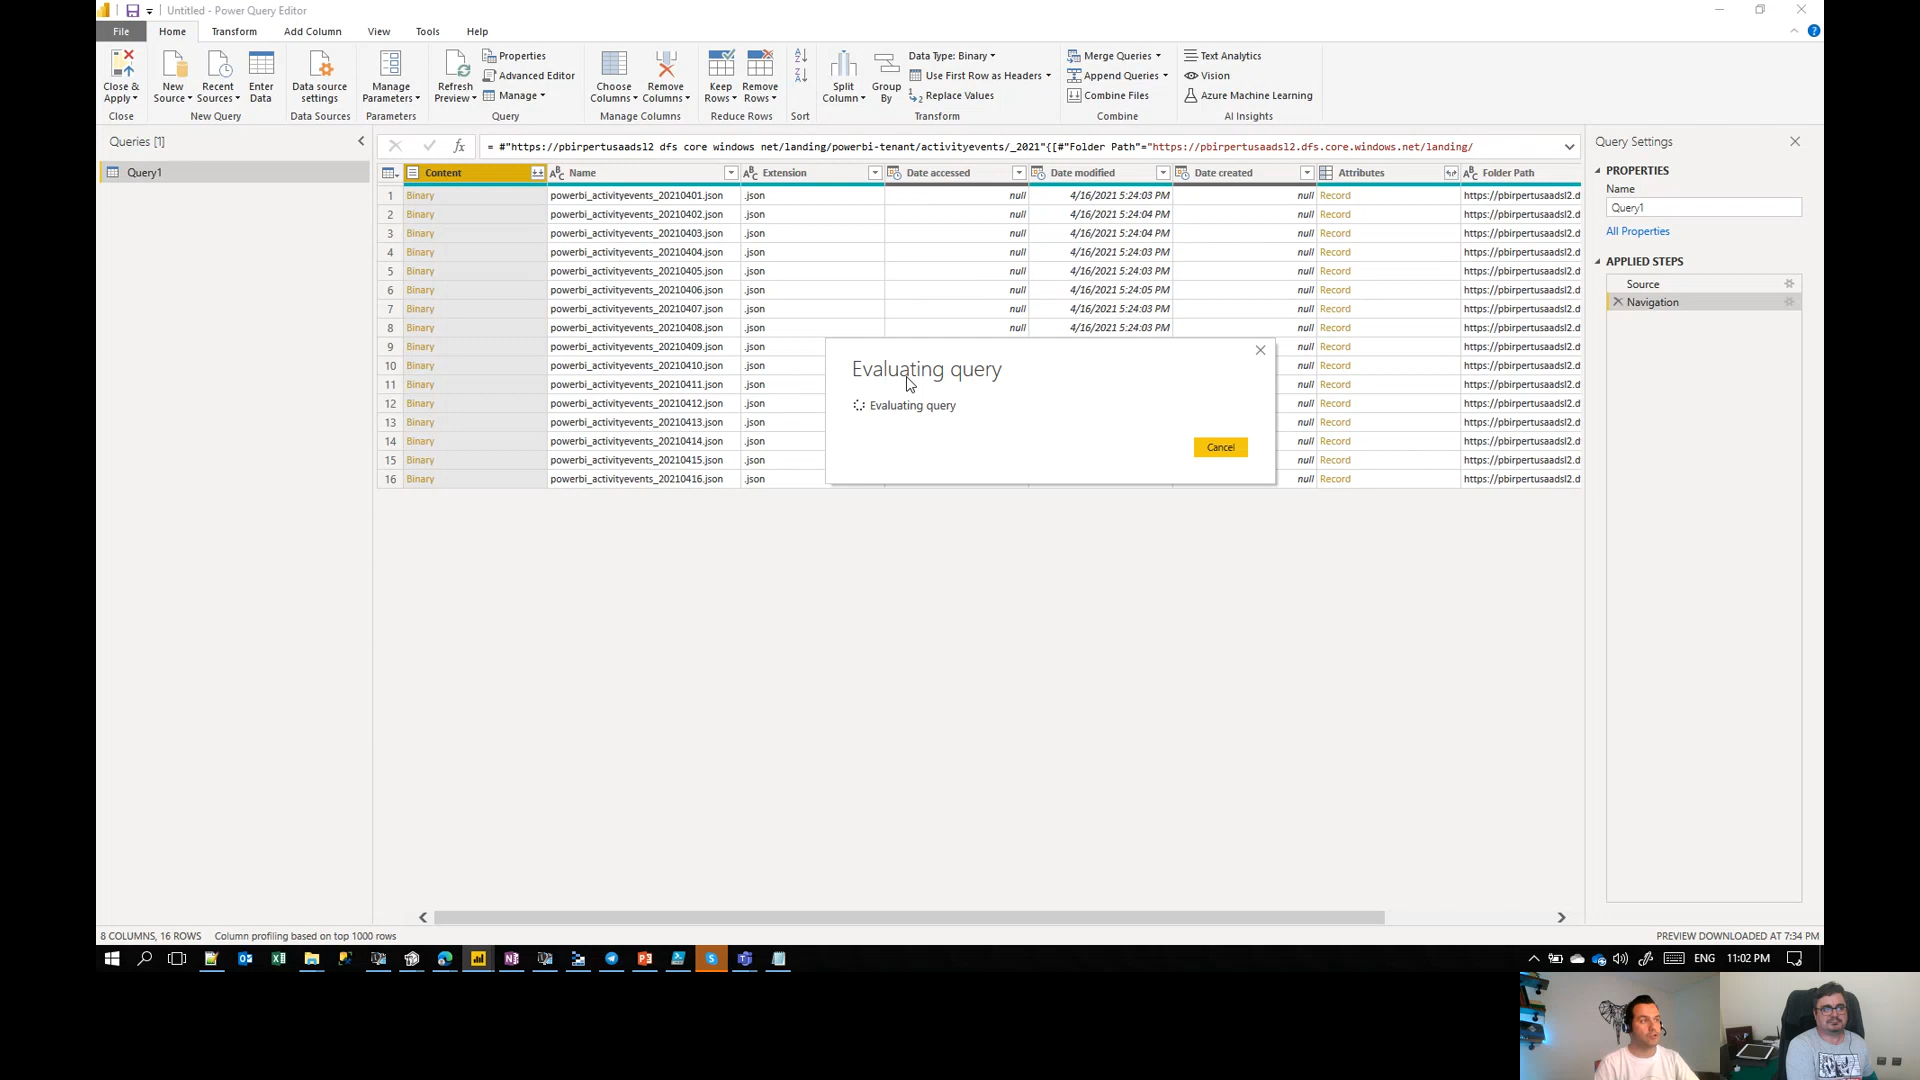 Untitled - Power Query Editor
File Home Transform Add Column View Tools Help
Close & Apply
New Source
Recent Sources
Enter Data
Data source settings
Manage Parameters
Refresh Preview
Properties
Advanced Editor
Manage
Choose Columns
Remove Columns
Keep Rows
Remove Rows
Split Column
Group By
Data Type: Binary
Use First Row as Headers
Replace Values
Merge Queries
Append Queries
Combine Files
Text Analytics
Vision
Azure Machine Learning
Close New Query Data Sources Parameters Query Manage Columns Reduce Rows Sort Transform Combine AI Insights
Queries [1]
Query1
= #"https://pbirpertusaadsl2 dfs core windows net/landing/powerbi-tenant/activityevents/_2021"{[#"Folder Path"="https://pbirpertusaadsl2.dfs.core.windows.net/landing/
Content Name Extension Date accessed Date modified Date created Attributes Folder Path
1 Binary powerbi_activityevents_20210401.json .json null 4/16/2021 5:24:03 PM null Record https://pbirpertusaadsl2.d
2 Binary powerbi_activityevents_20210402.json .json null 4/16/2021 5:24:04 PM null Record https://pbirpertusaadsl2.d
3 Binary powerbi_activityevents_20210403.json .json null 4/16/2021 5:24:04 PM null Record https://pbirpertusaadsl2.d
4 Binary powerbi_activityevents_20210404.json .json null 4/16/2021 5:24:03 PM null Record https://pbirpertusaadsl2.d
5 Binary powerbi_activityevents_20210405.json .json null 4/16/2021 5:24:03 PM null Record https://pbirpertusaadsl2.d
6 Binary powerbi_activityevents_20210406.json .json null 4/16/2021 5:24:05 PM null Record https://pbirpertusaadsl2.d
7 Binary powerbi_activityevents_20210407.json .json null 4/16/2021 5:24:03 PM null Record https://pbirpertusaadsl2.d
8 Binary powerbi_activityevents_20210408.json .json null 4/16/2021 5:24:03 PM null Record https://pbirpertusaadsl2.d
9 Binary powerbi_activityevents_20210409.json .json null Record https://pbirpertusaadsl2.d
10 Binary powerbi_activityevents_20210410.json .json null Record https://pbirpertusaadsl2.d
11 Binary powerbi_activityevents_20210411.json .json null Record https://pbirpertusaadsl2.d
12 Binary powerbi_activityevents_20210412.json .json null Record https://pbirpertusaadsl2.d
13 Binary powerbi_activityevents_20210413.json .json null Record https://pbirpertusaadsl2.d
14 Binary powerbi_activityevents_20210414.json .json null Record https://pbirpertusaadsl2.d
15 Binary powerbi_activityevents_20210415.json .json null Record https://pbirpertusaadsl2.d
16 Binary powerbi_activityevents_20210416.json .json null Record https://pbirpertusaadsl2.d
Evaluating query
Evaluating query
Cancel
Query Settings
PROPERTIES
Name
Query1
All Properties
APPLIED STEPS
Source
Navigation
8 COLUMNS, 16 ROWS Column profiling based on top 1000 rows
PREVIEW DOWNLOADED AT 7:34 PM
ENG 11:02 PM